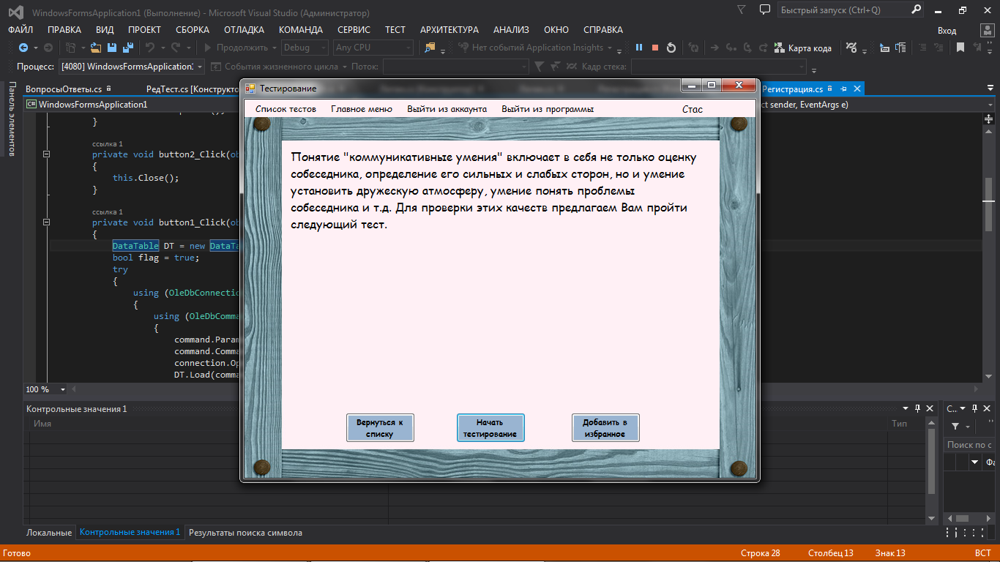 WindowsFormsApplication1 (Выполнение) - Microsoft Visual Studio (Администратор)
Быстрый запуск (Ctrl+Q)
ФАЙЛ ПРАВКА ВИД ПРОЕКТ СБОРКА ОТЛАДКА КОМАНДА СЕРВИС ТЕСТ АРХИТЕКТУРА АНАЛИЗ ОКНО СПРАВКА
Вход
Продолжить Debug Any CPU Нет событий Application Insights Карта кода
Процесс: [4080] WindowsFormsApplication1 События жизненного цикла Поток: Кадр стека:
Панель элементов
ВопросыОтветы.cs РедТест.cs [Конструкто
Регистрация.cs
C# WindowsFormsApplication1
ct sender, EventArgs e)
}
ссылка 1
private void button2_Click(ob
{
this.Close();
}
ссылка 1
private void button1_Click(ob
{
DataTable DT = new DataTa
bool flag = true;
try
{
using (OleDbConnectio
{
using (OleDbComma
{
command.Param
command.Comma
connection.Op
DT.Load(comma
100 %
Тестирование
Список тестов Главное меню Выйти из аккаунта Выйти из программы Стас
Понятие "коммуникативные умения" включает в себя не только оценку
собеседника, определение его сильных и слабых сторон, но и умение
установить дружескую атмосферу, умение понять проблемы
собеседника и т.д. Для проверки этих качеств предлагаем Вам пройти
следующий тест.
Вернуться к
списку
Начать
тестирование
Добавить в
избранное
Контрольные значения 1
Имя
Тип
С...
Поиск по с
Фа
Локальные Контрольные значения 1 Результаты поиска символа
Готово
Строка 28 Столбец 13 Знак 13 ВСТ